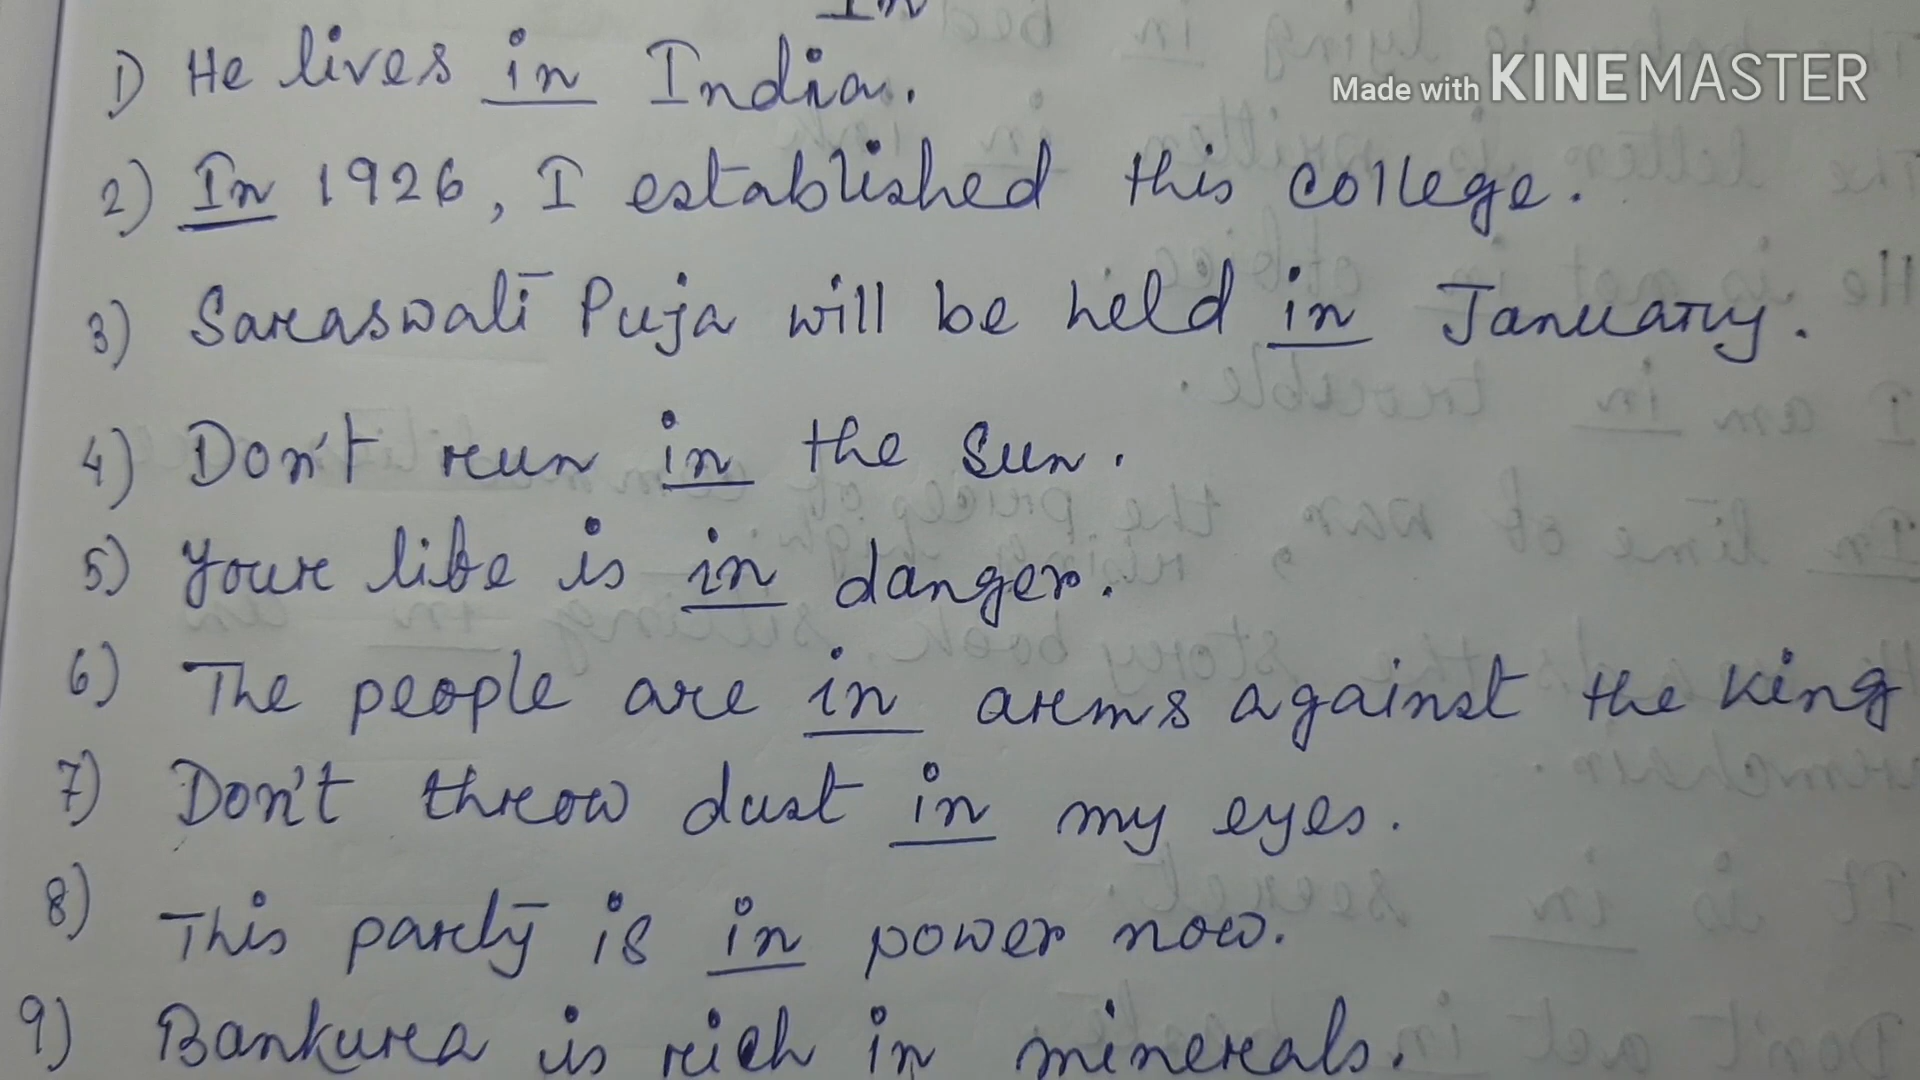 In
Made with KINEMASTER
1) He lives in India.
2) In 1926, I established this college.
3) Saraswati Puja will be held in January.
4) Don't run in the sun.
5) Your life is in danger.
6) The people are in arms against the king
7) Don't throw dust in my eyes.
8) This party is in power now.
9) Bankura is rich in minerals.